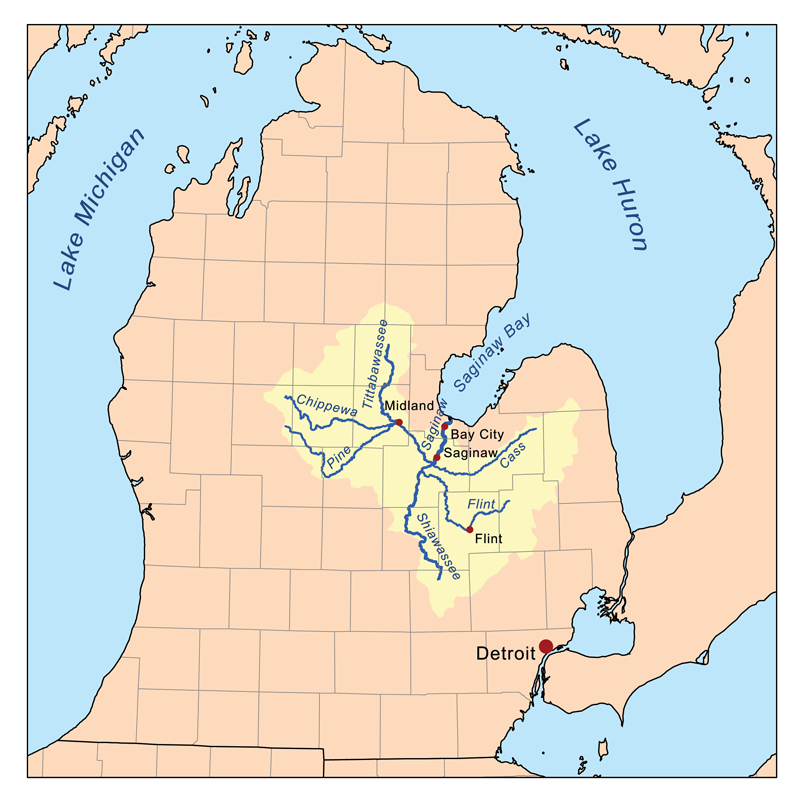 Lake Michigan
Lake Huron
Saginaw Bay
Tittabawassee
Chippewa
Midland
Saginaw
Bay City
Saginaw
Pine
Cass
Flint
Shiawassee
Flint
Detroit